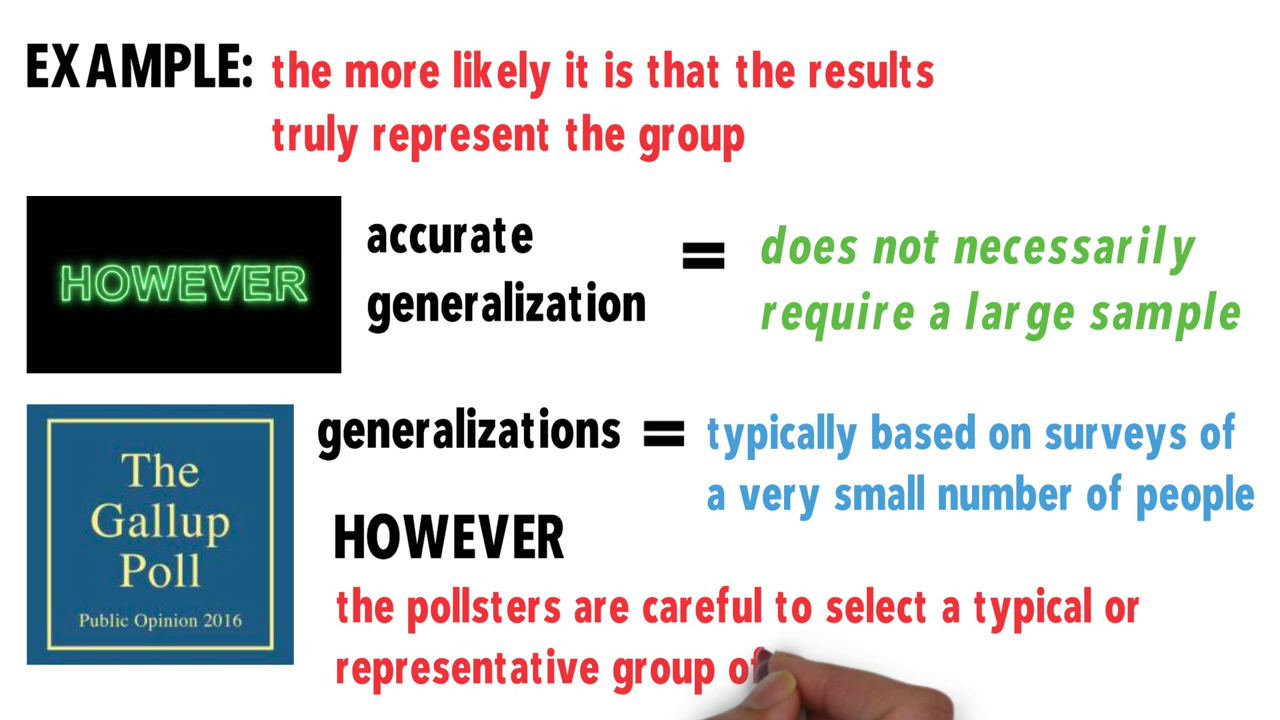 EXAMPLE: the more likely it is that the results
truly represent the group
HOWEVER
accurate
generalization
=
does not necessarily
require a large sample
The
Gallup
Poll
Public Opinion 2016
generalizations = typically based on surveys of
a very small number of people
HOWEVER
the pollsters are careful to select a typical or
representative group of